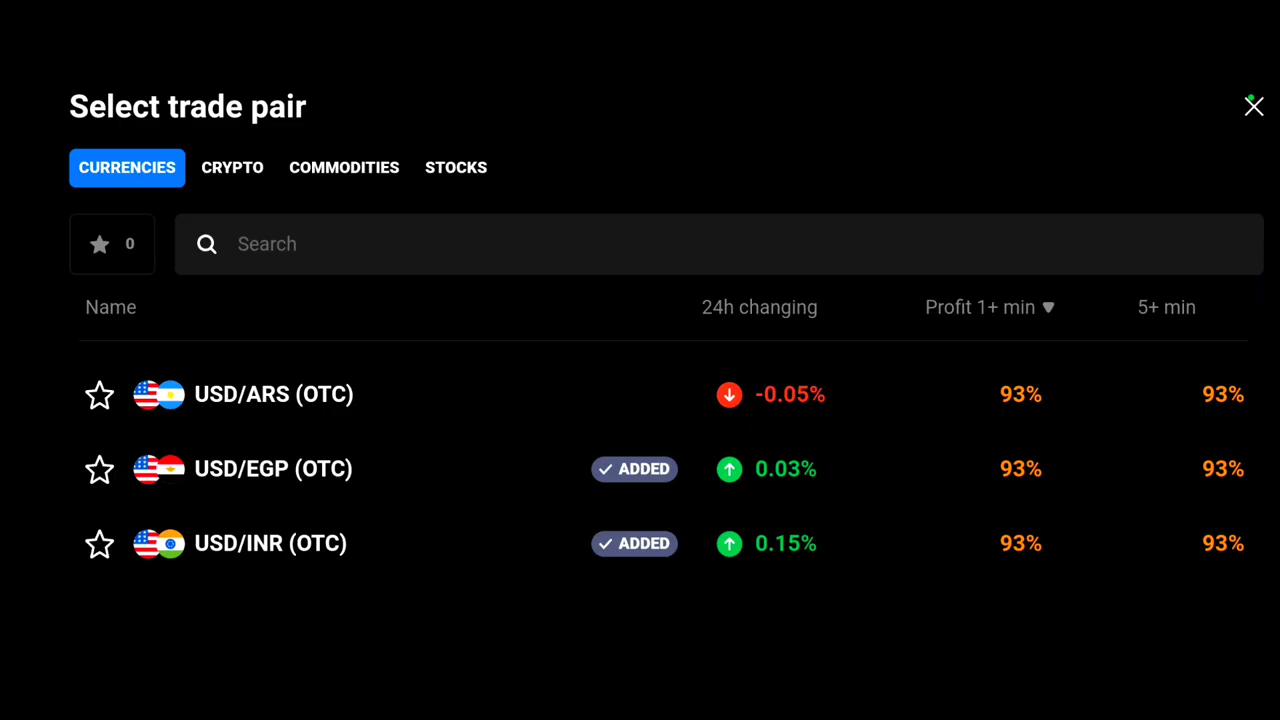 Select trade pair
CURRENCIES CRYPTO COMMODITIES STOCKS
0 Search
Name 24h changing Profit 1+ min 5+ min
USD/ARS (OTC) -0.05% 93% 93%
USD/EGP (OTC) ADDED 0.03% 93% 93%
USD/INR (OTC) ADDED 0.15% 93% 93%